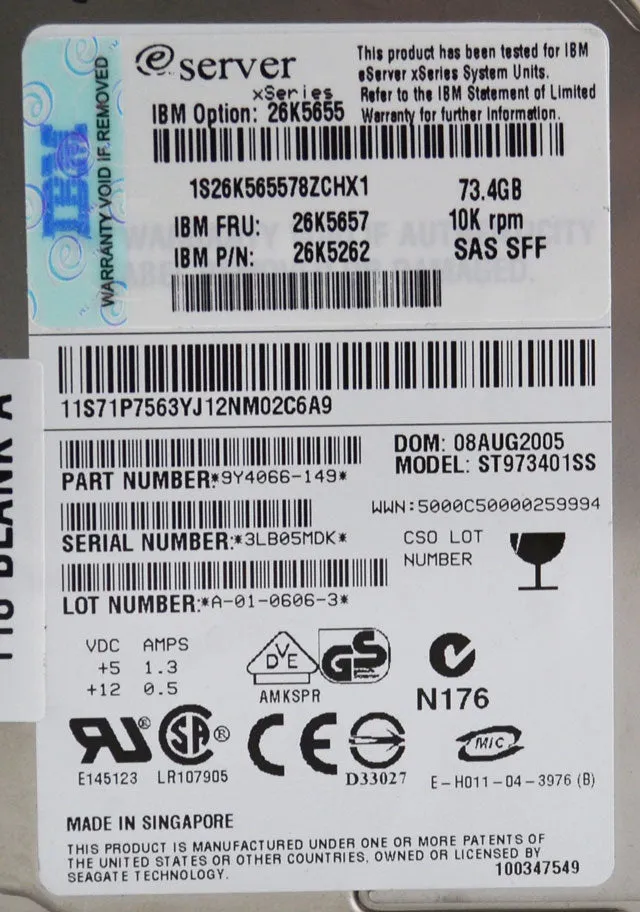 eserver
xSeries
This product has been tested for IBM
eServer xSeries System Units.
Refer to the IBM Statement of Limited
Warranty for further information.
IBM Option: 26K5655
IBM
WARRANTY VOID IF REMOVED
1S26K565578ZCHX1
73.4GB
IBM FRU: 26K5657
10K rpm
IBM P/N: 26K5262
SAS SFF
11S71P7563YJ12NM02C6A9
DOM: 08AUG2005
MODEL: ST973401SS
PART NUMBER*9Y4066-149*
WWN:5000C50000259994
SERIAL NUMBER:*3LB05MDK*
CSO LOT
NUMBER
LOT NUMBER:*A-01-0606-3*
VDC AMPS
+5 1.3
+12 0.5
DVE
GS
AMKSPR
N176
UR ®
SA ®
CE
MIC
E145123 LR107905
D33027
E-H011-04-3976 (B)
MADE IN SINGAPORE
THIS PRODUCT IS MANUFACTURED UNDER ONE OR MORE PATENTS OF
THE UNITED STATES OR OTHER COUNTRIES, OWNED OR LICENSED BY
SEAGATE TECHNOLOGY.
100347549
BLANK A